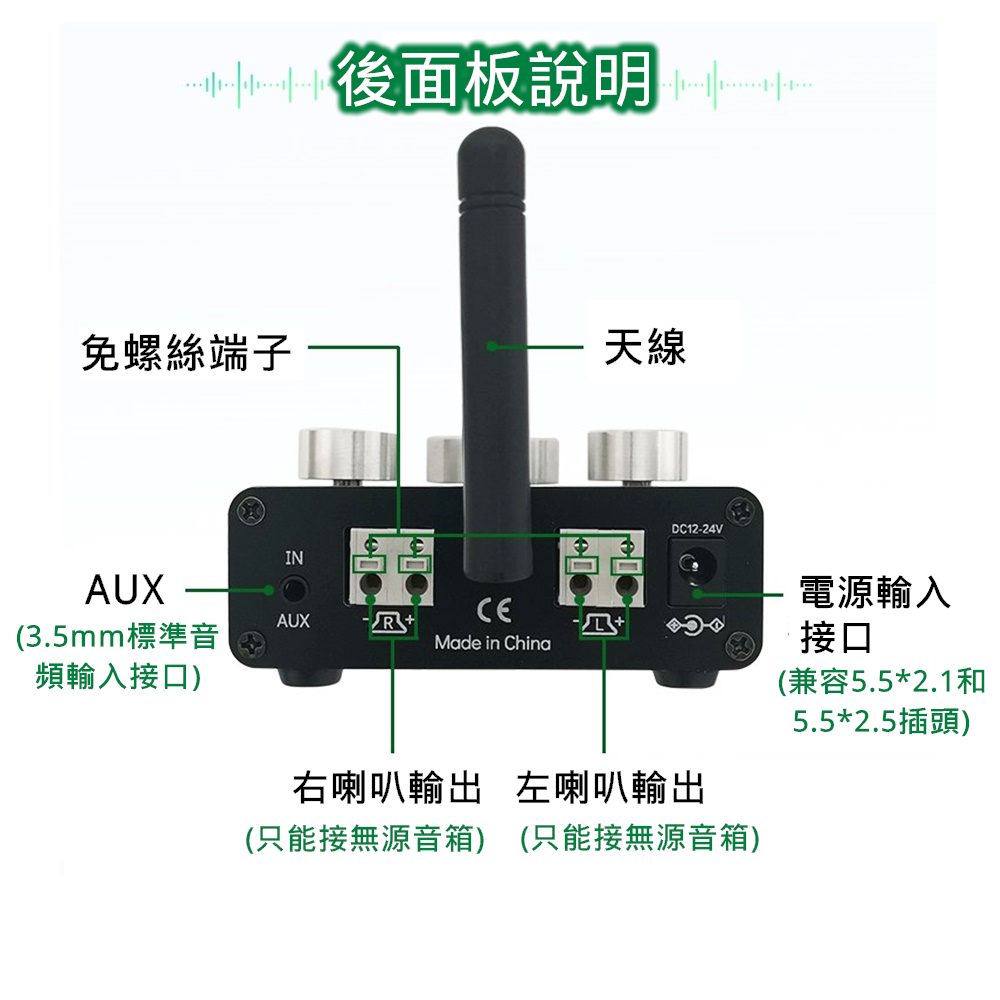 後面板說明
免螺絲端子
天線
DC12-24V
IN
AUX
AUX
(3.5mm標準音
頻輸入接口)
- R +
- L +
CE
Made in China
電源輸入
接口
(兼容5.5*2.1和
5.5*2.5插頭)
右喇叭輸出
(只能接無源音箱)
左喇叭輸出
(只能接無源音箱)